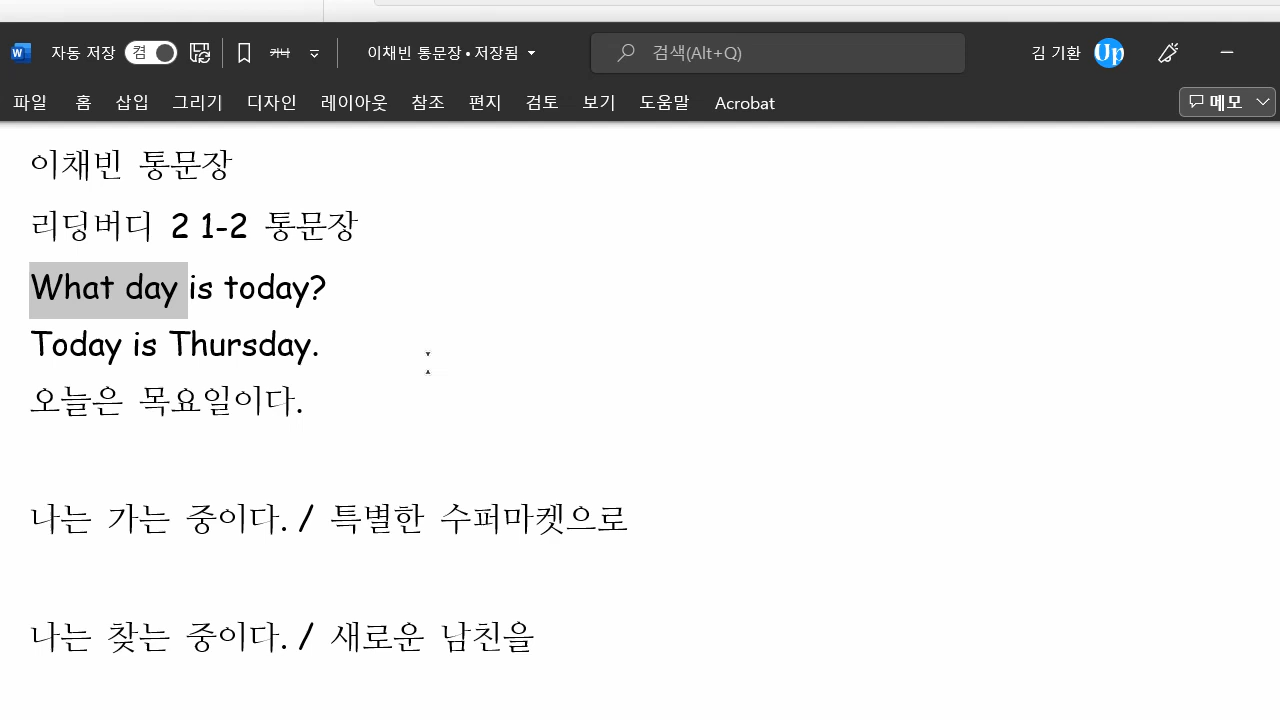 자동 저장 켬 가나 이채빈 통문장 • 저장됨 검색(Alt+Q) 김 기환 Up
파일 홈 삽입 그리기 디자인 레이아웃 참조 편지 검토 보기 도움말 Acrobat 메모
이채빈 통문장
리딩버디 2 1-2 통문장
What day is today?
Today is Thursday.
오늘은 목요일이다.
나는 가는 중이다. / 특별한 수퍼마켓으로
나는 찾는 중이다. / 새로운 남친을